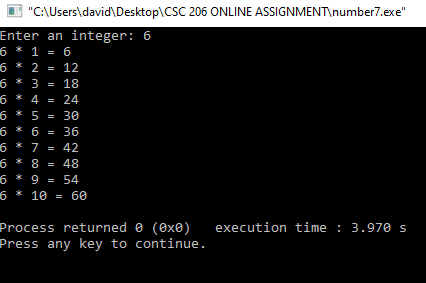 "C:\Users\david\Desktop\CSC 206 ONLINE ASSIGNMENT\number7.exe"
Enter an integer: 6
6 * 1 = 6
6 * 2 = 12
6 * 3 = 18
6 * 4 = 24
6 * 5 = 30
6 * 6 = 36
6 * 7 = 42
6 * 8 = 48
6 * 9 = 54
6 * 10 = 60
Process returned 0 (0x0)   execution time : 3.970 s
Press any key to continue.